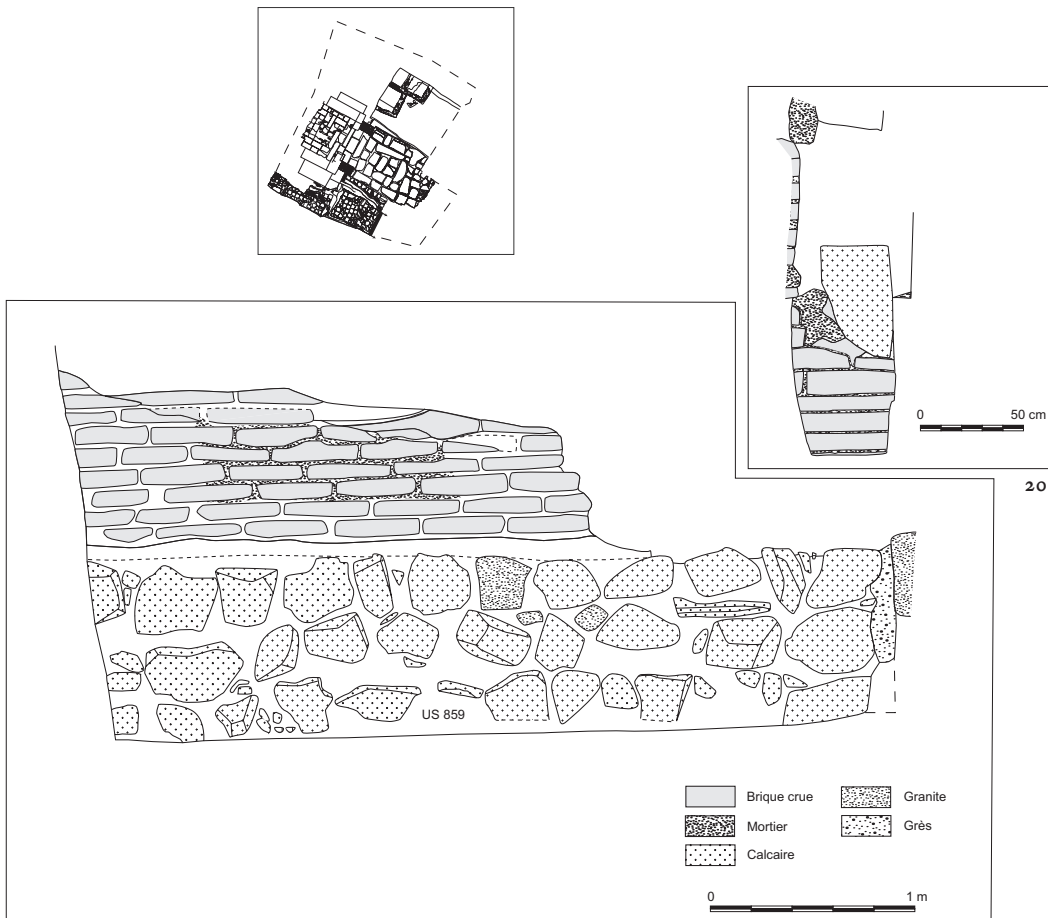 0 50 cm
20
US 859
Brique crue
Granite
Mortier
Grès
Calcaire
0 1 m